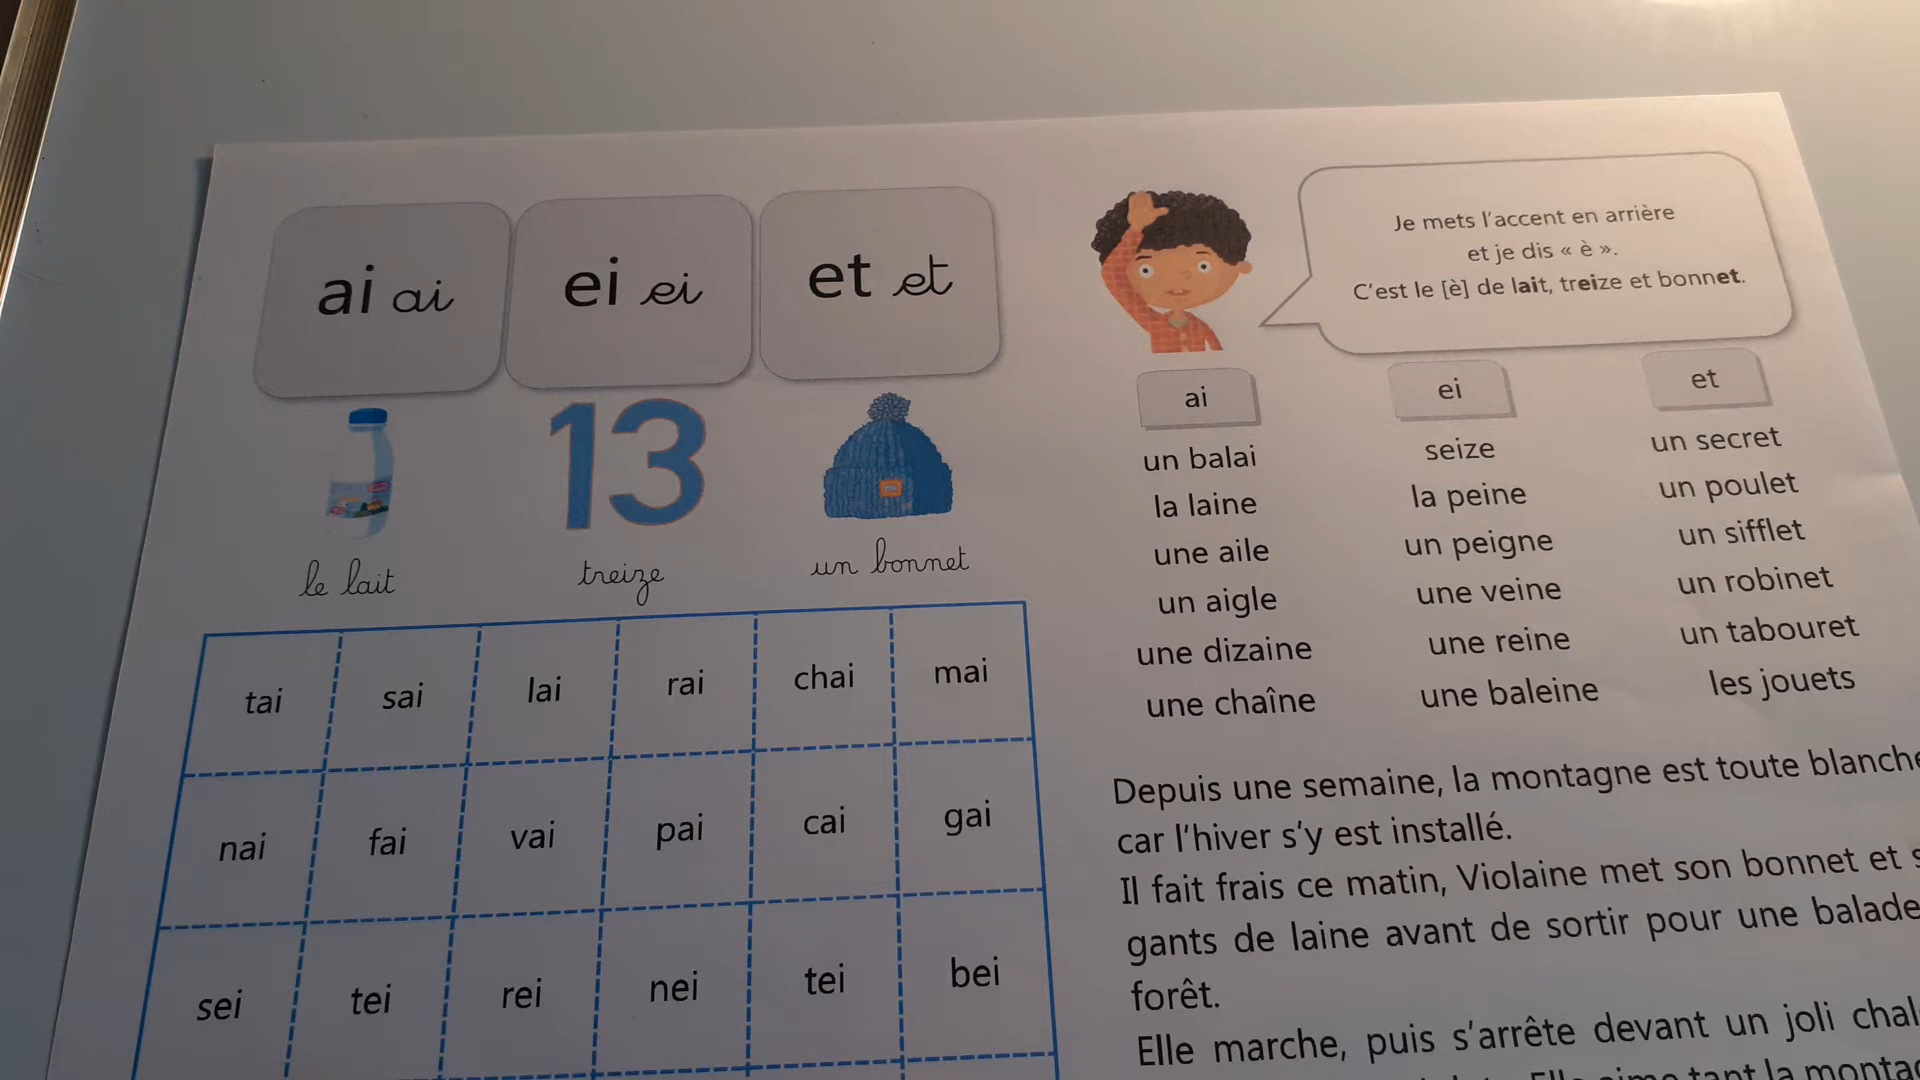 ai ai
ei ei
et et
Je mets l'accent en arrière
et je dis « è ».
C'est le [è] de lait, treize et bonnet.
13
le lait
treize
un bonnet
tai sai lai rai chai mai
nai fai vai pai cai gai
sei tei rei nei tei bei
ai ei et
un balai seize un secret
la laine la peine un poulet
une aile un peigne un sifflet
un aigle une veine un robinet
une dizaine une reine un tabouret
une chaîne une baleine les jouets
Depuis une semaine, la montagne est toute blanche
car l'hiver s'y est installé.
Il fait frais ce matin, Violaine met son bonnet et
gants de laine avant de sortir pour une balade
forêt.
Elle marche, puis s'arrête devant un joli
Elle aime tant la